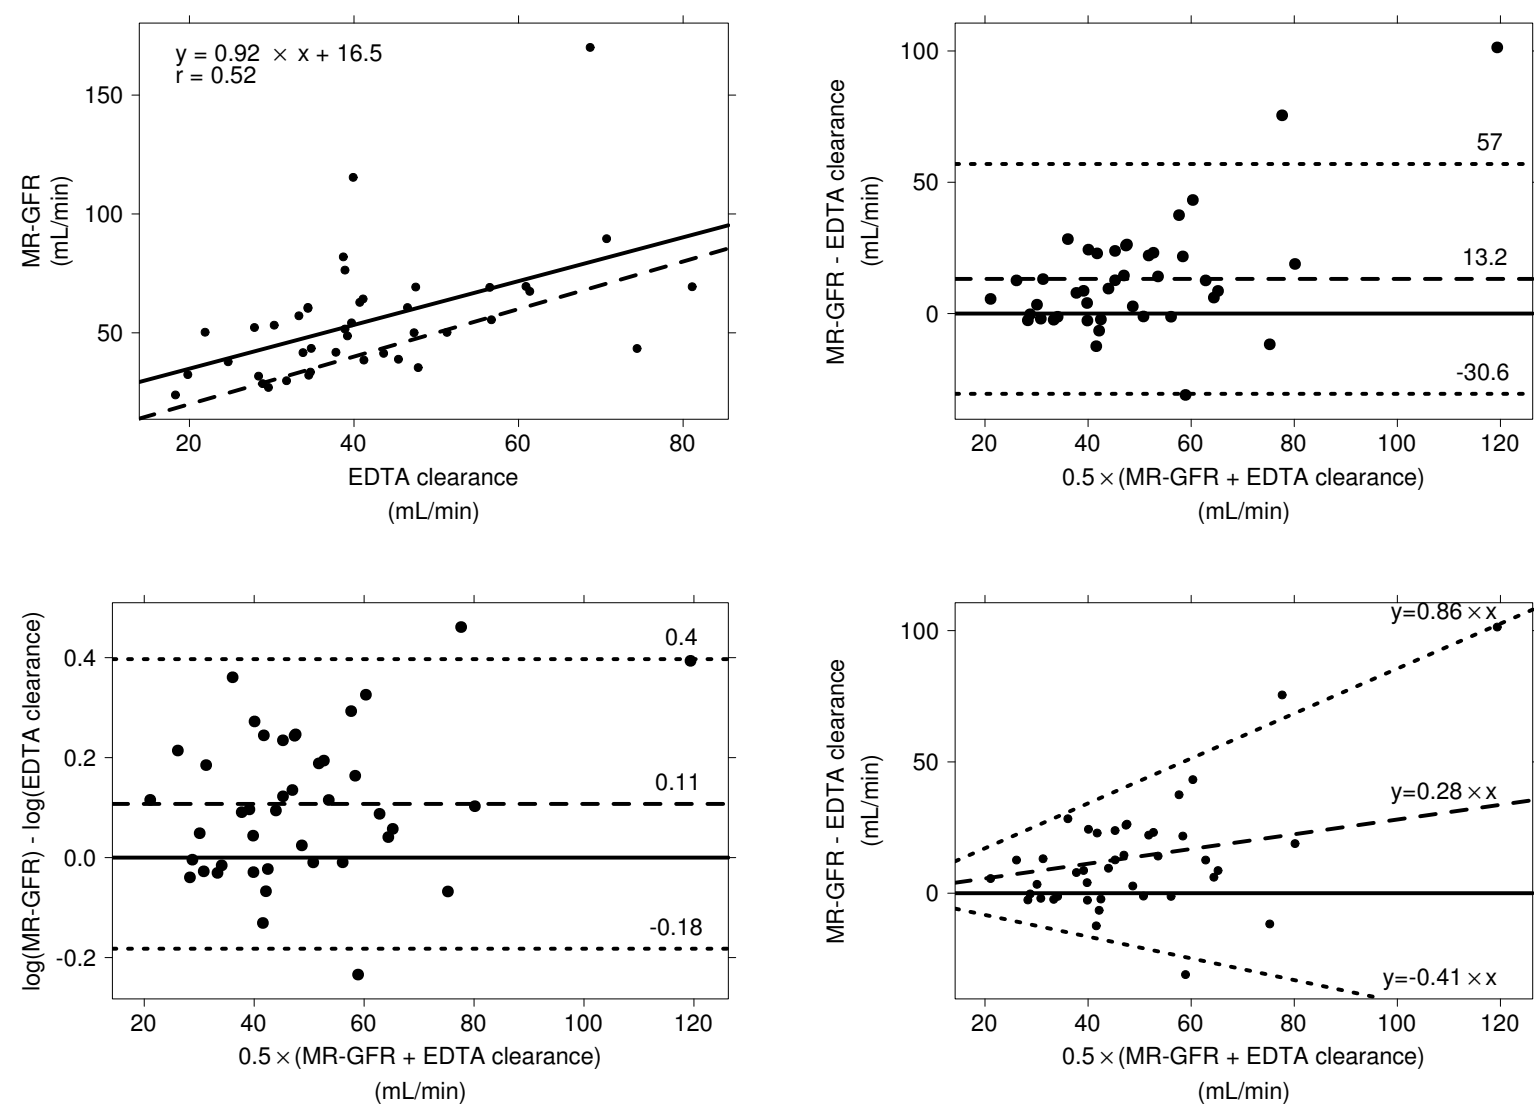 y = 0.92 × x + 16.5
r = 0.52
150
100
50
20
40
60
80
MR-GFR
(mL/min)
EDTA clearance
(mL/min)
100
50
0
57
13.2
-30.6
20
40
60
80
100
120
MR-GFR - EDTA clearance
(mL/min)
0.5×(MR-GFR + EDTA clearance)
(mL/min)
0.4
0.2
0.0
-0.2
0.4
0.11
-0.18
20
40
60
80
100
120
log(MR-GFR) - log(EDTA clearance)
0.5×(MR-GFR + EDTA clearance)
(mL/min)
100
50
0
y=0.86×x
y=0.28×x
y=-0.41×x
20
40
60
80
100
120
MR-GFR - EDTA clearance
(mL/min)
0.5×(MR-GFR + EDTA clearance)
(mL/min)